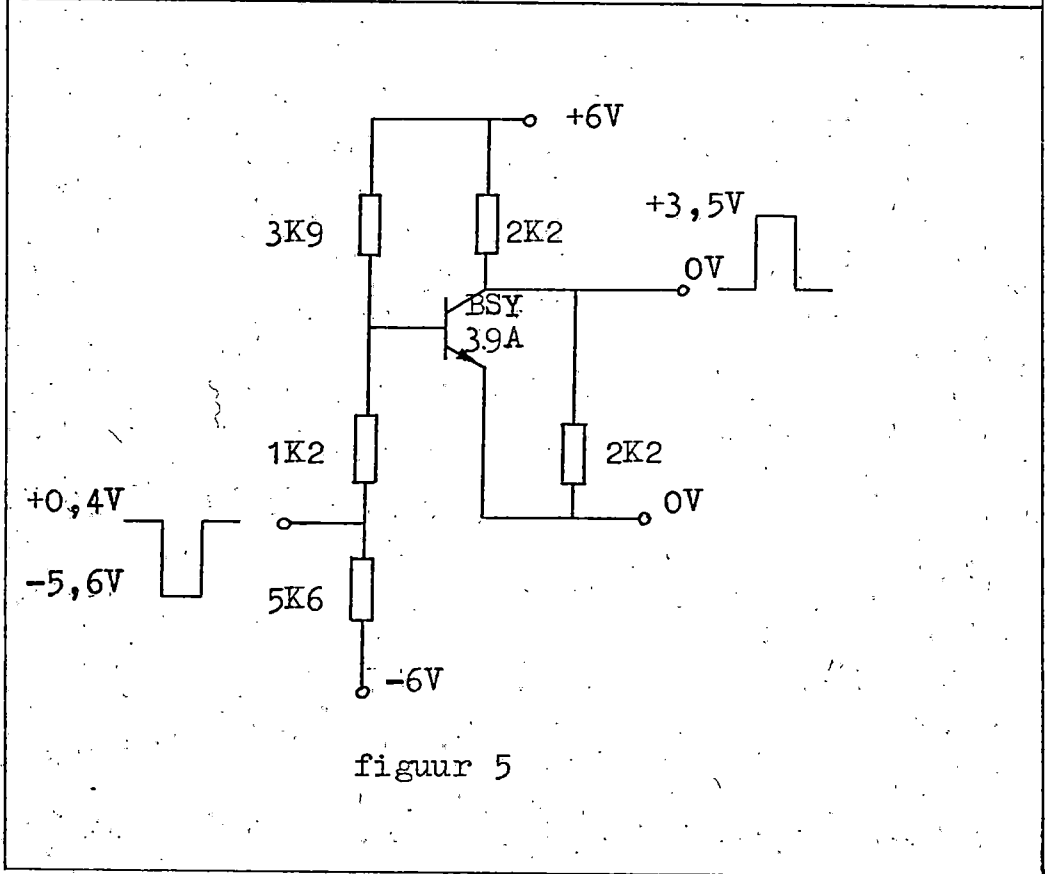 +6V
3K9
2K2
+3,5V
0V
BSY
39A
1K2
2K2
+0,4V
0V
-5,6V
5K6
-6V
figuur 5